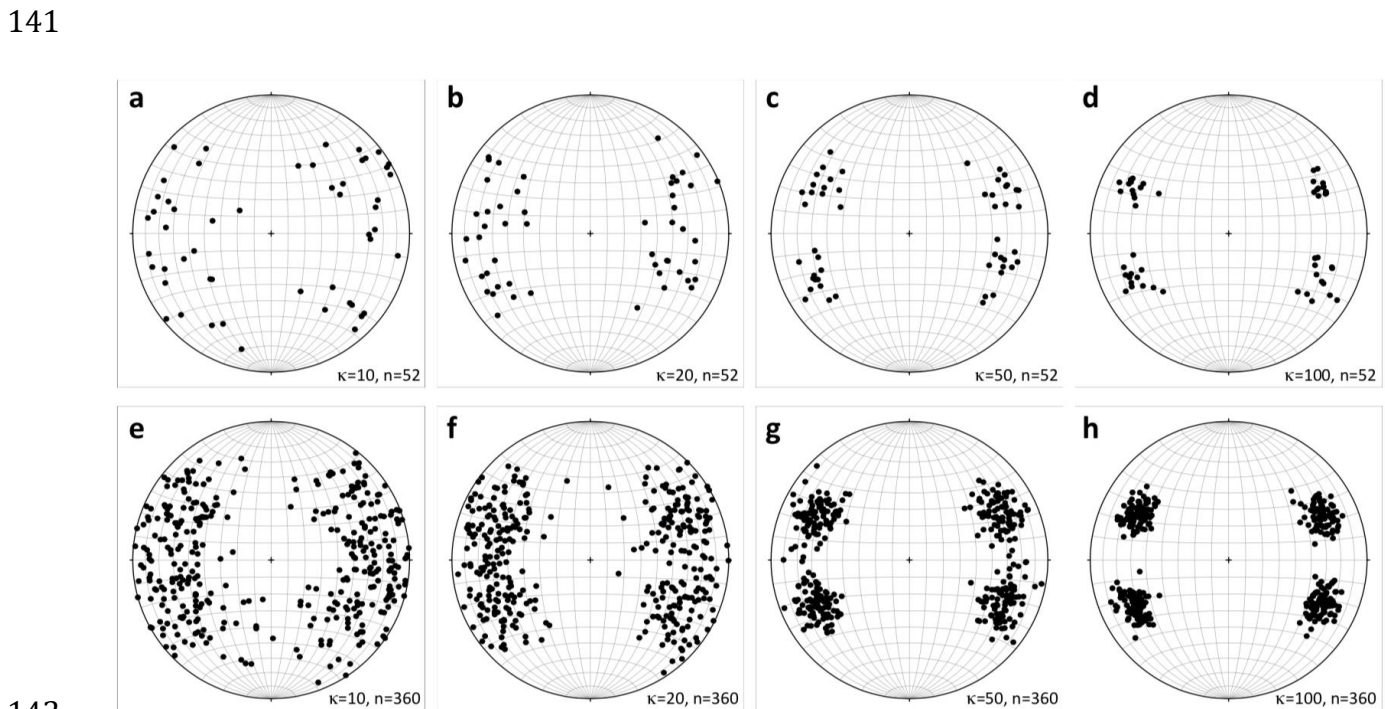 141
a b c d
κ=10, n=52 κ=20, n=52 κ=50, n=52 κ=100, n=52
e f g h
κ=10, n=360 κ=20, n=360 κ=50, n=360 κ=100, n=360